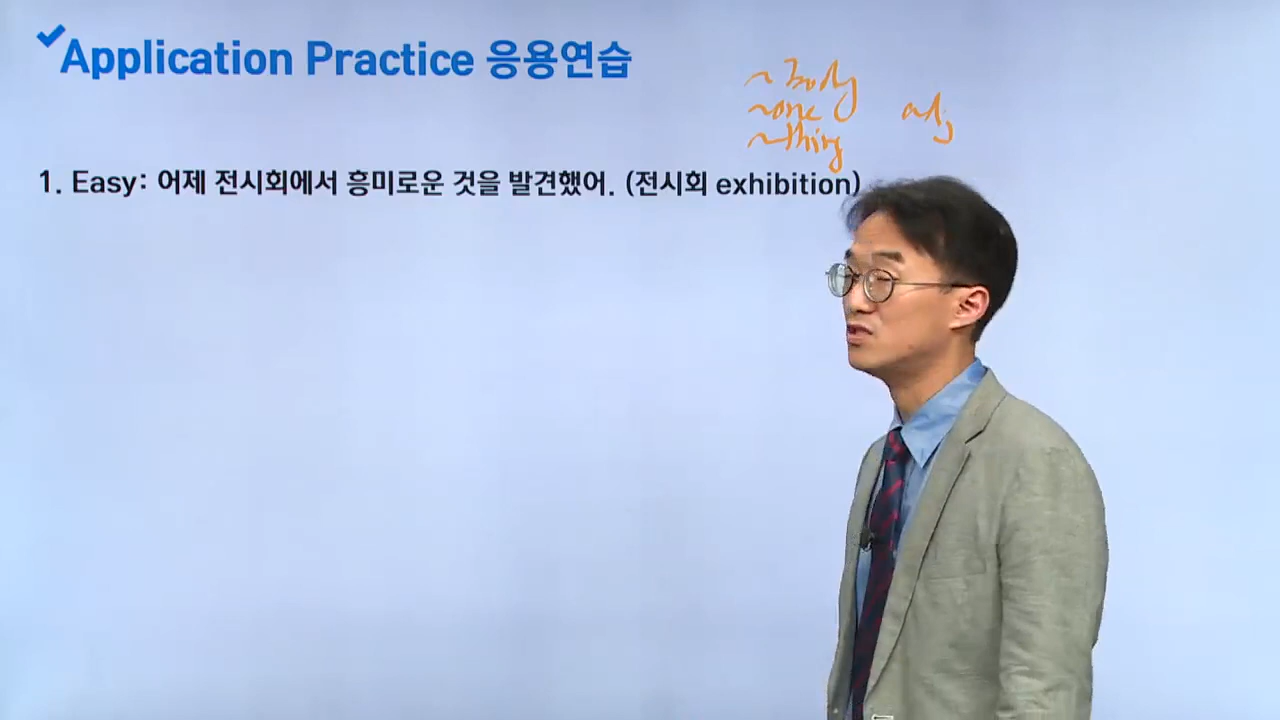 Application Practice 응용연습
~Body
~one adj
~thing
1. Easy: 어제 전시회에서 흥미로운 것을 발견했어. (전시회 exhibition)